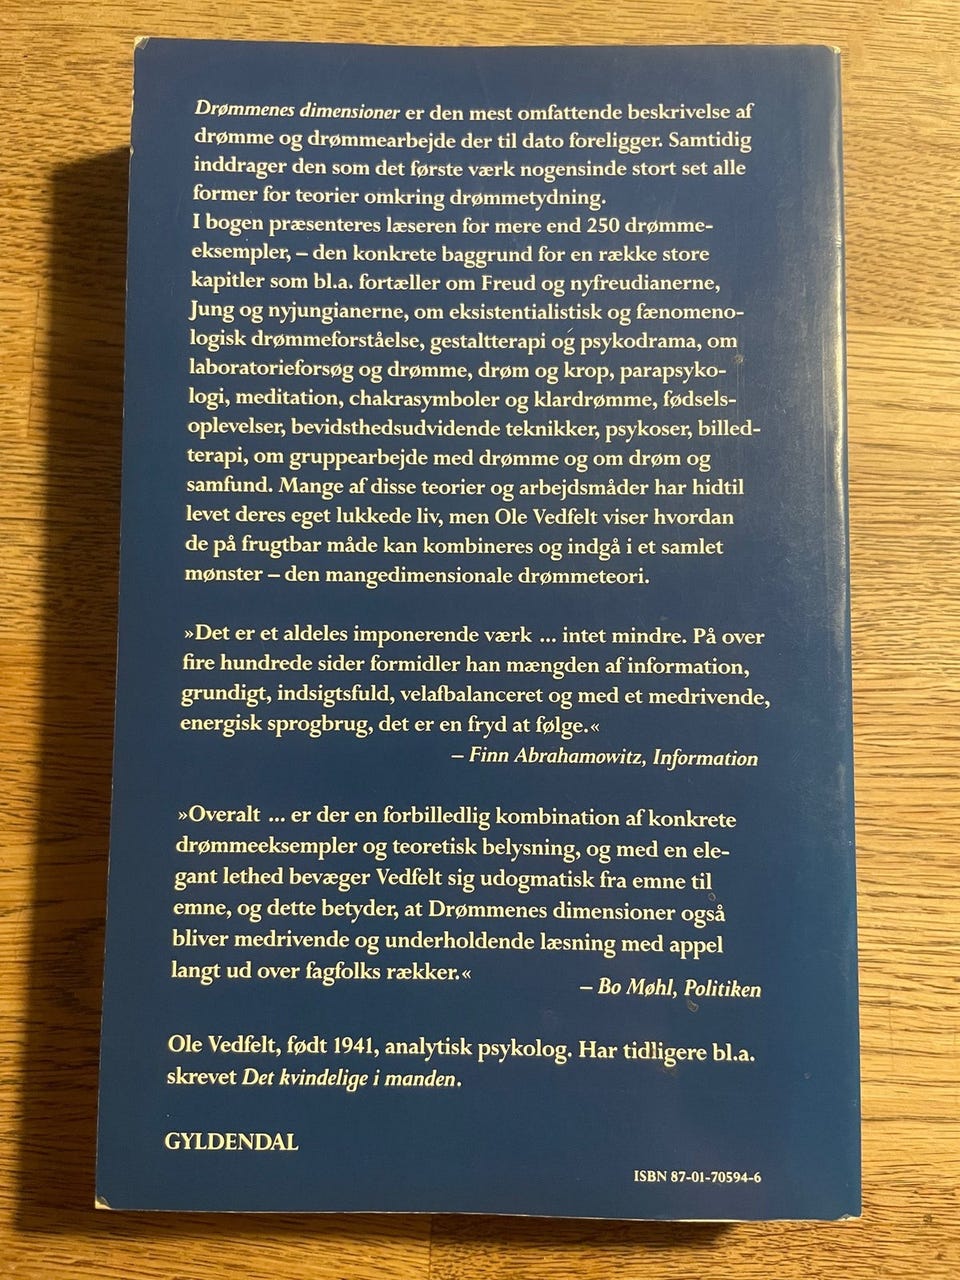 Drømmenes dimensioner er den mest omfattende beskrivelse af
drømme og drømmearbejde der til dato foreligger. Samtidig
inddrager den som det første værk nogensinde stort set alle
former for teorier omkring drømmetydning.
I bogen præsenteres læseren for mere end 250 drømme-
eksempler, – den konkrete baggrund for en række store
kapitler som bl.a. fortæller om Freud og nyfreudianerne,
Jung og nyjungianerne, om eksistentialistisk og fænomeno-
logisk drømmeforståelse, gestaltterapi og psykodrama, om
laboratorieforsøg og drømme, drøm og krop, parapsyko-
logi, meditation, chakrasymboler og klardrømme, fødsels-
oplevelser, bevidsthedsudvidende teknikker, psykoser, billed-
terapi, om gruppearbejde med drømme og om drøm og
samfund. Mange af disse teorier og arbejdsmåder har hidtil
levet deres eget lukkede liv, men Ole Vedfelt viser hvordan
de på frugtbar måde kan kombineres og indgå i et samlet
mønster – den mangedimensionale drømmeteori.
»Det er et aldeles imponerende værk ... intet mindre. På over
fire hundrede sider formidler han mængden af information,
grundigt, indsigtsfuld, velafbalanceret og med et medrivende,
energisk sprogbrug, det er en fryd at følge.«
– Finn Abrahamowitz, Information
»Overalt ... er der en forbilledlig kombination af konkrete
drømmeeksempler og teoretisk belysning, og med en ele-
gant lethed bevæger Vedfelt sig udogmatisk fra emne til
emne, og dette betyder, at Drømmenes dimensioner også
bliver medrivende og underholdende læsning med appel
langt ud over fagfolks rækker.«
– Bo Møhl, Politiken
Ole Vedfelt, født 1941, analytisk psykolog. Har tidligere bl.a.
skrevet Det kvindelige i manden.
GYLDENDAL
ISBN 87-01-70594-6